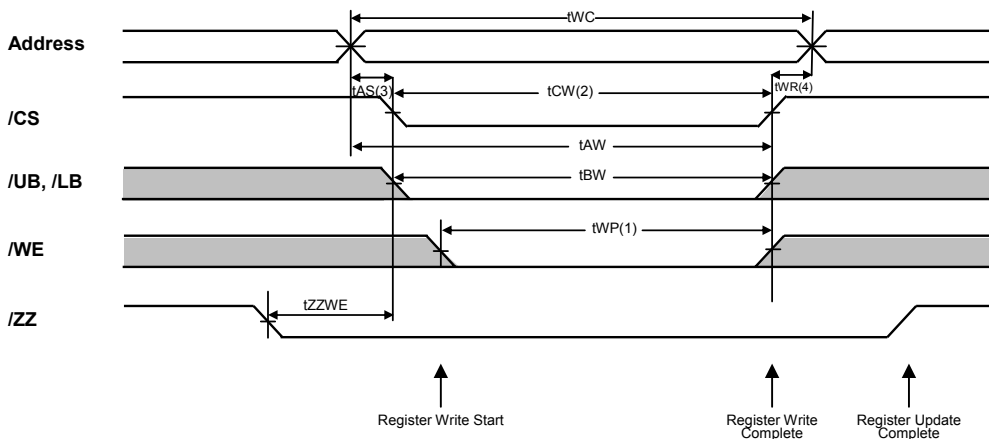 tWC
Address
tAS(3)
tCW(2)
tWR(4)
/CS
tAW
/UB, /LB
tBW
/WE
tWP(1)
/ZZ
tZZWE
Register Write Start
Register Write
Complete
Register Update
Complete